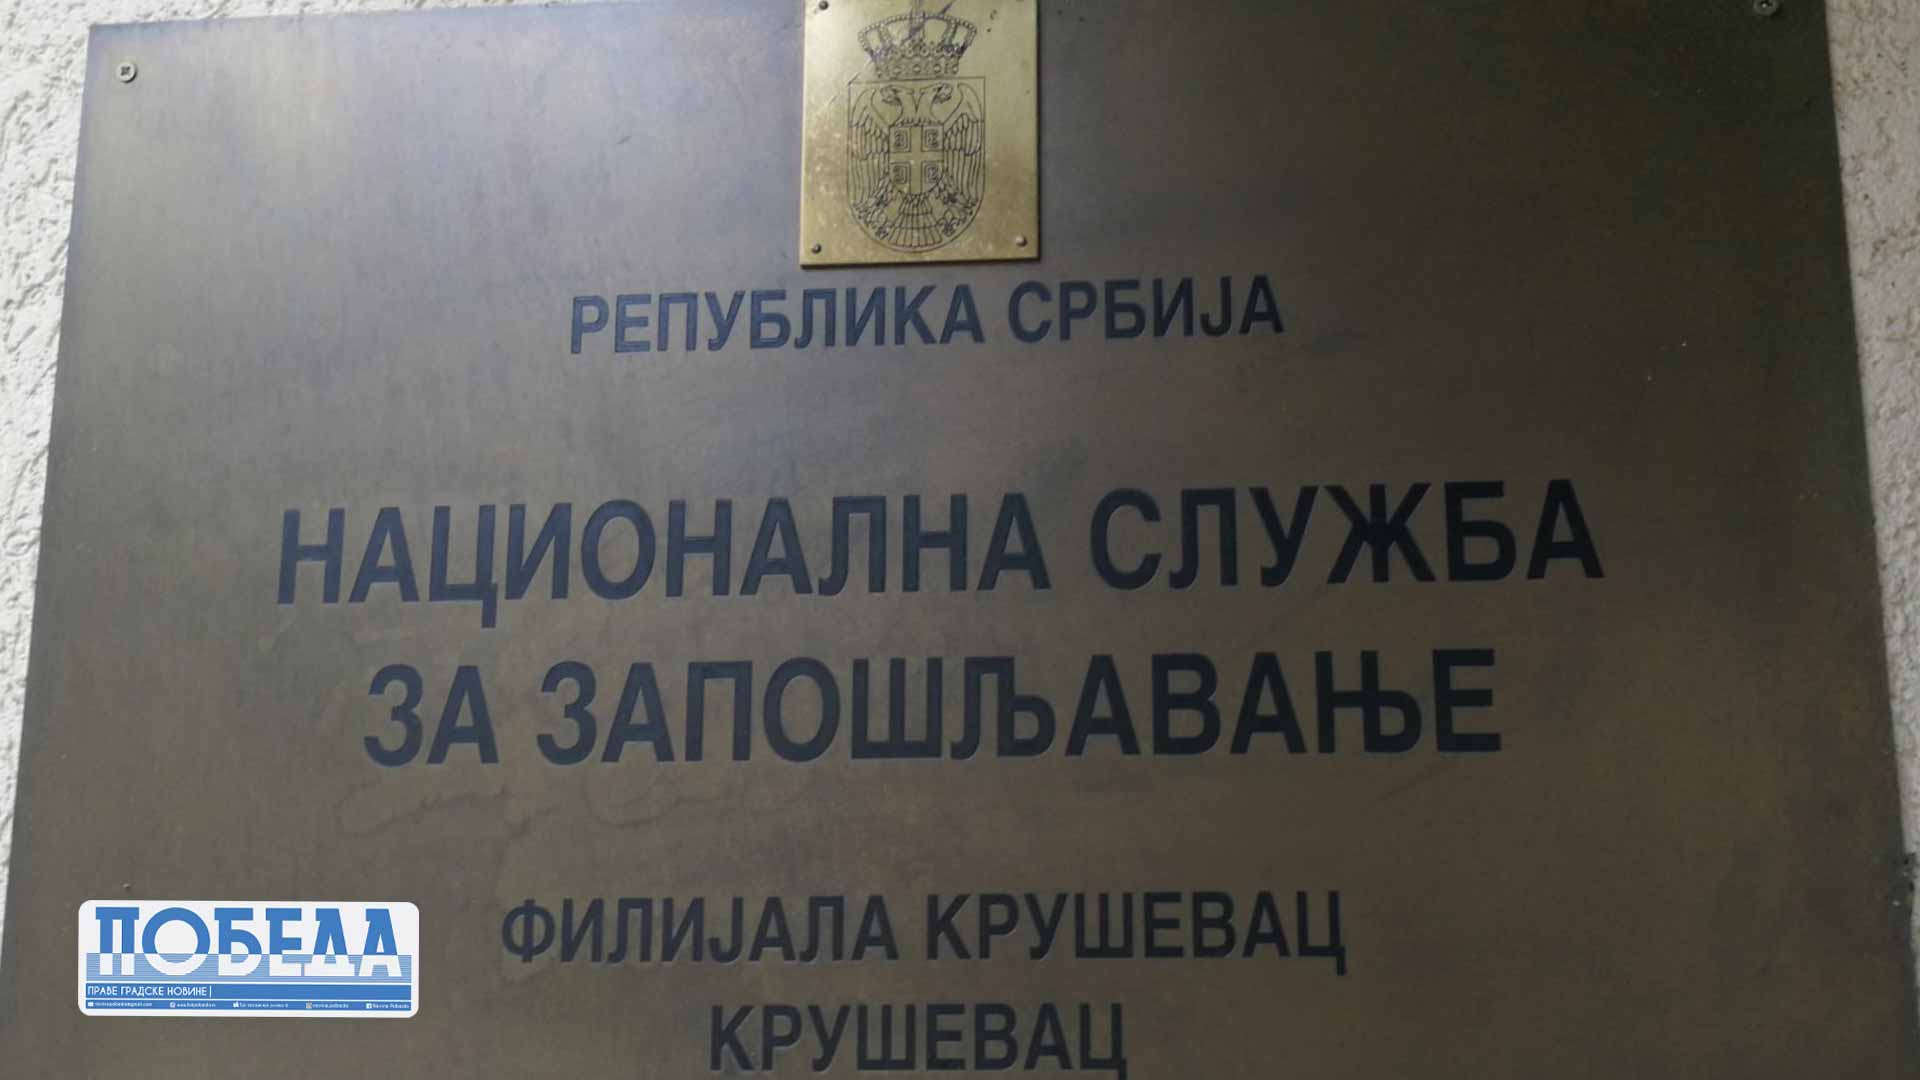 РЕПУБЛИКА СРБИЈА
НАЦИОНАЛНА СЛУЖБА
ЗА ЗАПОШЉАВАЊЕ
ФИЛИЈАЛА КРУШЕВАЦ
КРУШЕВАЦ
ПОБЕДА
ПРАВЕ ГРАДСКЕ НОВИНЕ